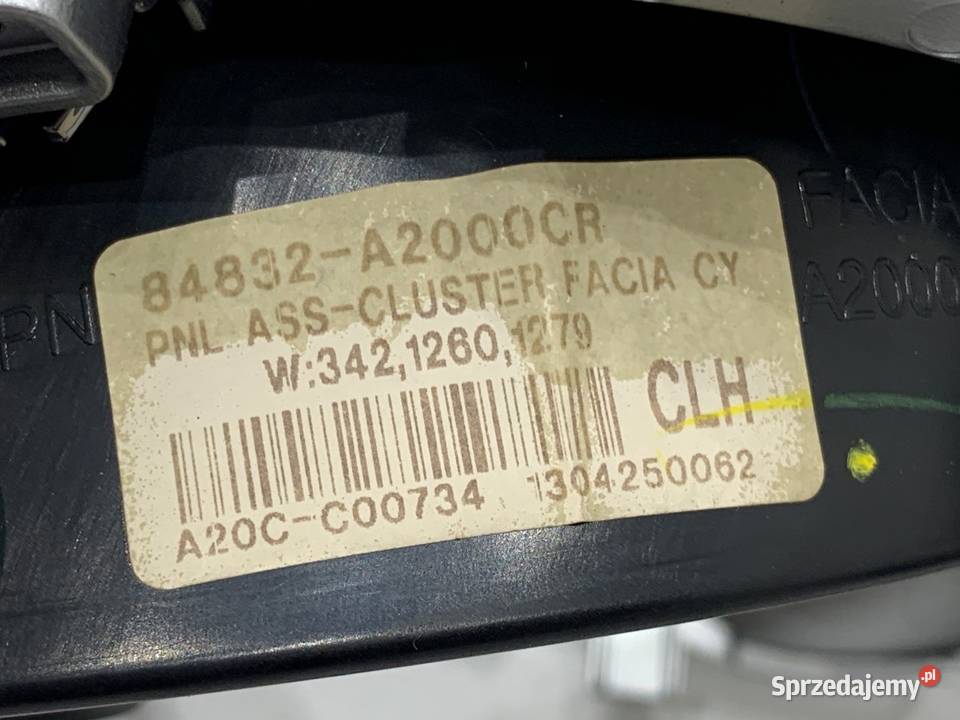 84832-A2000CR
PNL ASS-CLUSTER FACIA CY
W:342,1260,1279
CLH
A20C-C00734 1304250062
PN
FACIA
A2000
Sprzedajemy.pl